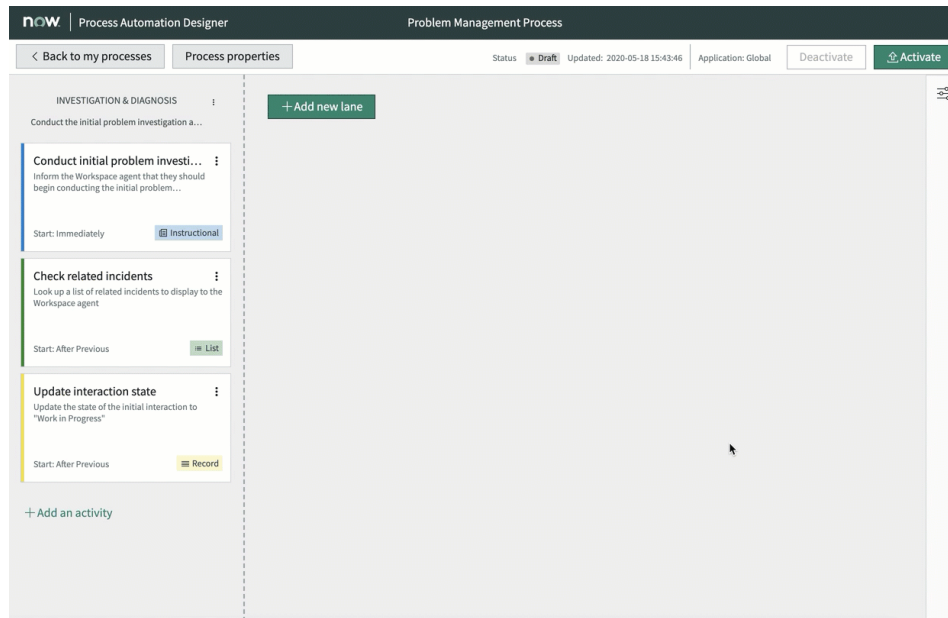 now. Process Automation Designer
Problem Management Process
Back to my processes
Process properties
Status Draft Updated: 2020-05-18 15:43:46 Application: Global
Deactivate
Activate
INVESTIGATION & DIAGNOSIS
Conduct the initial problem investigation a...
+ Add new lane
Conduct initial problem investi...
Inform the Workspace agent that they should
begin conducting the initial problem...
Start: Immediately
Instructional
Check related incidents
Look up a list of related incidents to display to the
Workspace agent
Start: After Previous
List
Update interaction state
Update the state of the initial interaction to
"Work in Progress"
Start: After Previous
Record
+ Add an activity